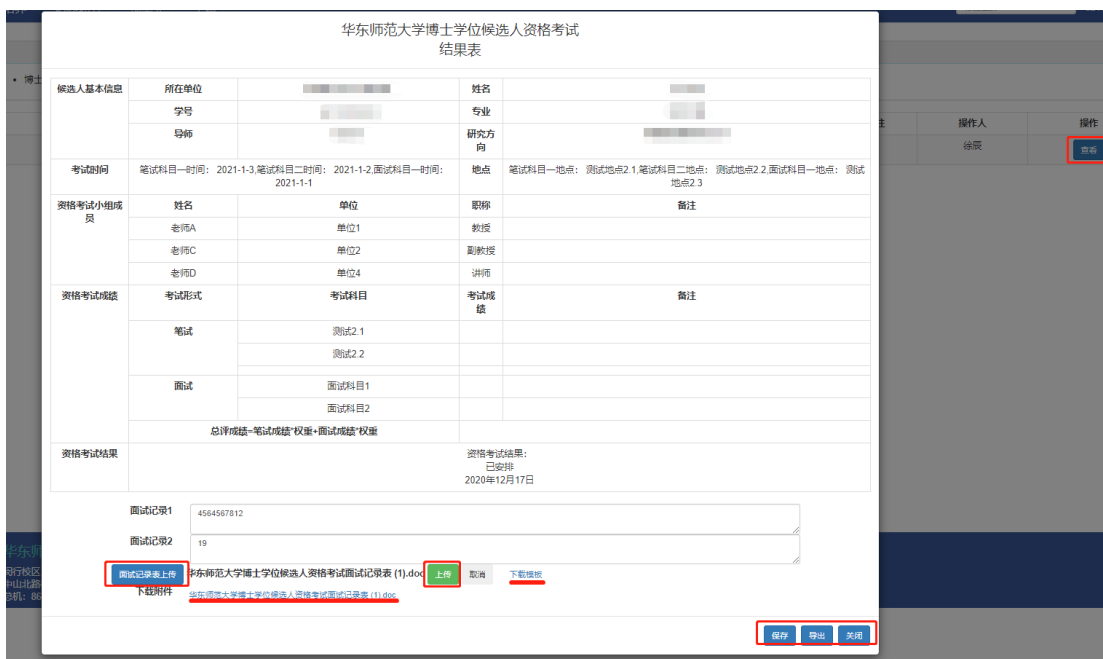 华东师范大学博士学位候选人资格考试
结果表
• 博士
候选人基本信息 所在单位 姓名
学号 专业
导师 研究方
向
操作人 操作
徐辰 查看
考试时间 笔试科目一时间: 2021-1-3,笔试科目二时间: 2021-1-2,面试科目一时间: 地点 笔试科目一地点: 测试地点2.1,笔试科目二地点: 测试地点2.2,面试科目一地点: 测试
2021-1-1 地点2.3
资格考试小组成 姓名 单位 职称 备注
员
老师A 单位1 教授
老师C 单位2 副教授
老师D 单位4 讲师
资格考试成绩 考试形式 考试科目 考试成 备注
绩
笔试 测试2.1
测试2.2
面试 面试科目1
面试科目2
总评成绩=笔试成绩*权重+面试成绩*权重
资格考试结果 资格考试结果:
已安排
2020年12月17日
面试记录1 4564567812
面试记录2 19
面试记录表上传 华东师范大学博士学位候选人资格考试面试记录表 (1).doc 上传 取消 下载模板
下载附件 华东师范大学博士学位候选人资格考试面试记录表 (1).doc
保存 导出 关闭
华东师
闵行校区
中山北路
总机: 86